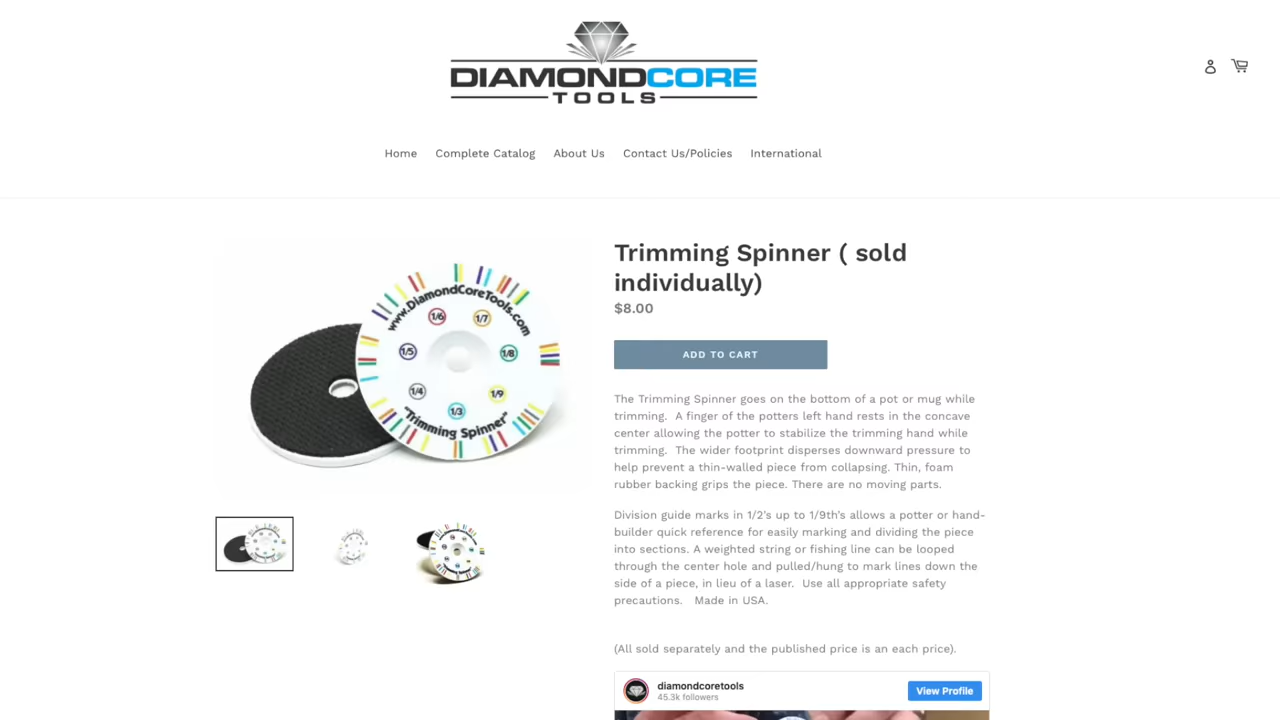 DIAMONDCORE
TOOLS
Home Complete Catalog About Us Contact Us/Policies International
www.DiamondCoreTools.com
1/6 1/7
1/5 1/8
1/4 1/9
1/3
"Trimming Spinner"
Trimming Spinner ( sold
individually)
$8.00
ADD TO CART
The Trimming Spinner goes on the bottom of a pot or mug while
trimming. A finger of the potters left hand rests in the concave
center allowing the potter to stabilize the trimming hand while
trimming. The wider footprint disperses downward pressure to
help prevent a thin-walled piece from collapsing. Thin, foam
rubber backing grips the piece. There are no moving parts.
Division guide marks in 1/2's up to 1/9th's allows a potter or hand-
builder quick reference for easily marking and dividing the piece
into sections. A weighted string or fishing line can be looped
through the center hole and pulled/hung to mark lines down the
side of a piece, in lieu of a laser. Use all appropriate safety
precautions. Made in USA.
(All sold separately and the published price is an each price).
diamondcoretools
45.3k followers
View Profile